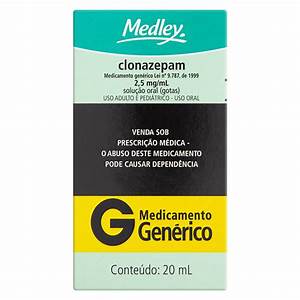 Medley.
clonazepam
Medicamento genérico Lei nº 9.787, de 1999
2,5 mg/mL
solução oral (gotas)
USO ADULTO E PEDIÁTRICO - USO ORAL
VENDA SOB
PRESCRIÇÃO MÉDICA -
O ABUSO DESTE MEDICAMENTO
PODE CAUSAR DEPENDÊNCIA
G Medicamento
Genérico
Conteúdo: 20 mL